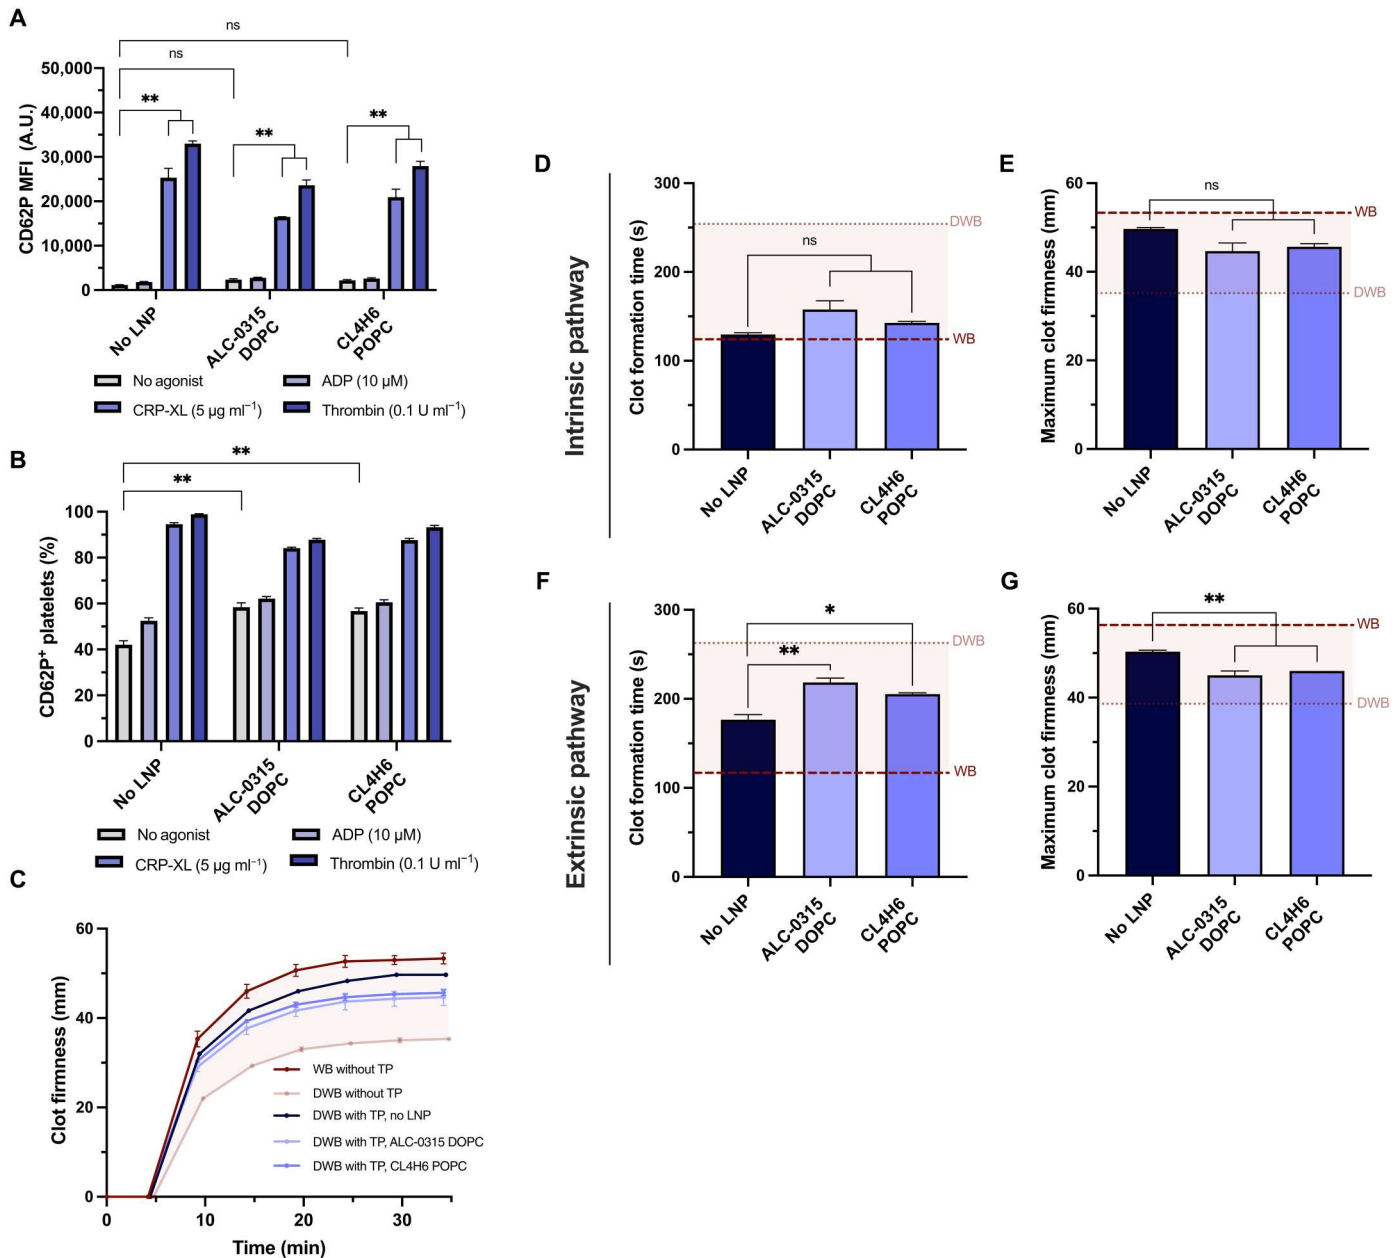 A
ns
ns
**
**
**
50,000
40,000
30,000
20,000
10,000
0
CD62P MFI (A.U.)
No LNP
ALC-0315
DOPC
CL4H6
POPC
No agonist
ADP (10 µM)
CRP-XL (5 µg ml⁻¹)
Thrombin (0.1 U ml⁻¹)
B
**
**
100
80
60
40
20
0
CD62P⁺ platelets (%)
No LNP
ALC-0315
DOPC
CL4H6
POPC
No agonist
ADP (10 µM)
CRP-XL (5 µg ml⁻¹)
Thrombin (0.1 U ml⁻¹)
C
60
40
20
0
Clot firmness (mm)
WB without TP
DWB without TP
DWB with TP, no LNP
DWB with TP, ALC-0315 DOPC
DWB with TP, CL4H6 POPC
0
10
20
30
Time (min)
Intrinsic pathway
D
300
200
100
0
Clot formation time (s)
DWB
ns
WB
No LNP
ALC-0315
DOPC
CL4H6
POPC
E
60
40
20
0
Maximum clot firmness (mm)
ns
WB
DWB
No LNP
ALC-0315
DOPC
CL4H6
POPC
Extrinsic pathway
F
300
200
100
0
Clot formation time (s)
*
DWB
**
WB
No LNP
ALC-0315
DOPC
CL4H6
POPC
G
60
40
20
0
Maximum clot firmness (mm)
**
WB
DWB
No LNP
ALC-0315
DOPC
CL4H6
POPC